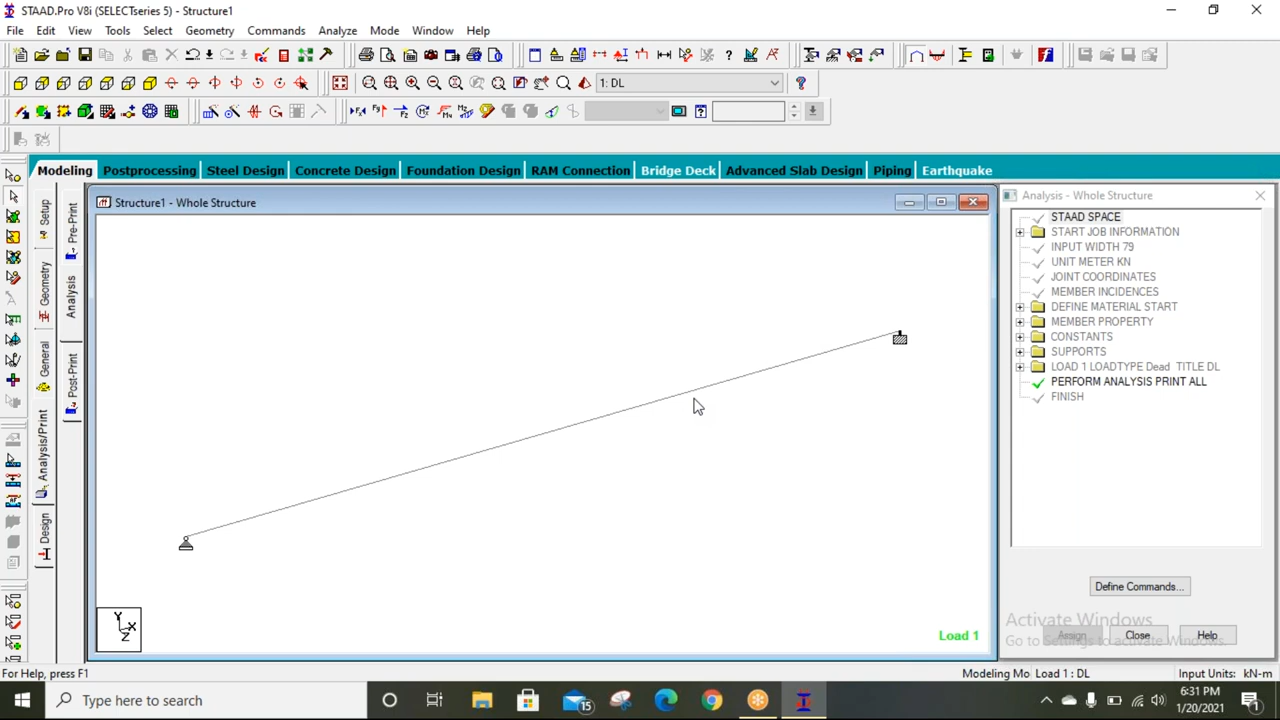 STAAD.Pro V8i (SELECTseries 5) - Structure1
File Edit View Tools Select Geometry Commands Analyze Mode Window Help
1: DL
Modeling Postprocessing Steel Design Concrete Design Foundation Design RAM Connection Bridge Deck Advanced Slab Design Piping Earthquake
Structure1 - Whole Structure
Setup
Geometry
General
Analysis/Print
Design
Pre-Print
Analysis
Post-Print
Y
X
Z
Load 1
Analysis - Whole Structure
STAAD SPACE
START JOB INFORMATION
INPUT WIDTH 79
UNIT METER KN
JOINT COORDINATES
MEMBER INCIDENCES
DEFINE MATERIAL START
MEMBER PROPERTY
CONSTANTS
SUPPORTS
LOAD 1 LOADTYPE Dead TITLE DL
PERFORM ANALYSIS PRINT ALL
FINISH
Define Commands...
Activate Windows
Go to Settings to activate Windows.
Assign Close Help
For Help, press F1
Modeling Mo Load 1 : DL Input Units: kN-m
Type here to search
15
6:31 PM
1/20/2021
1